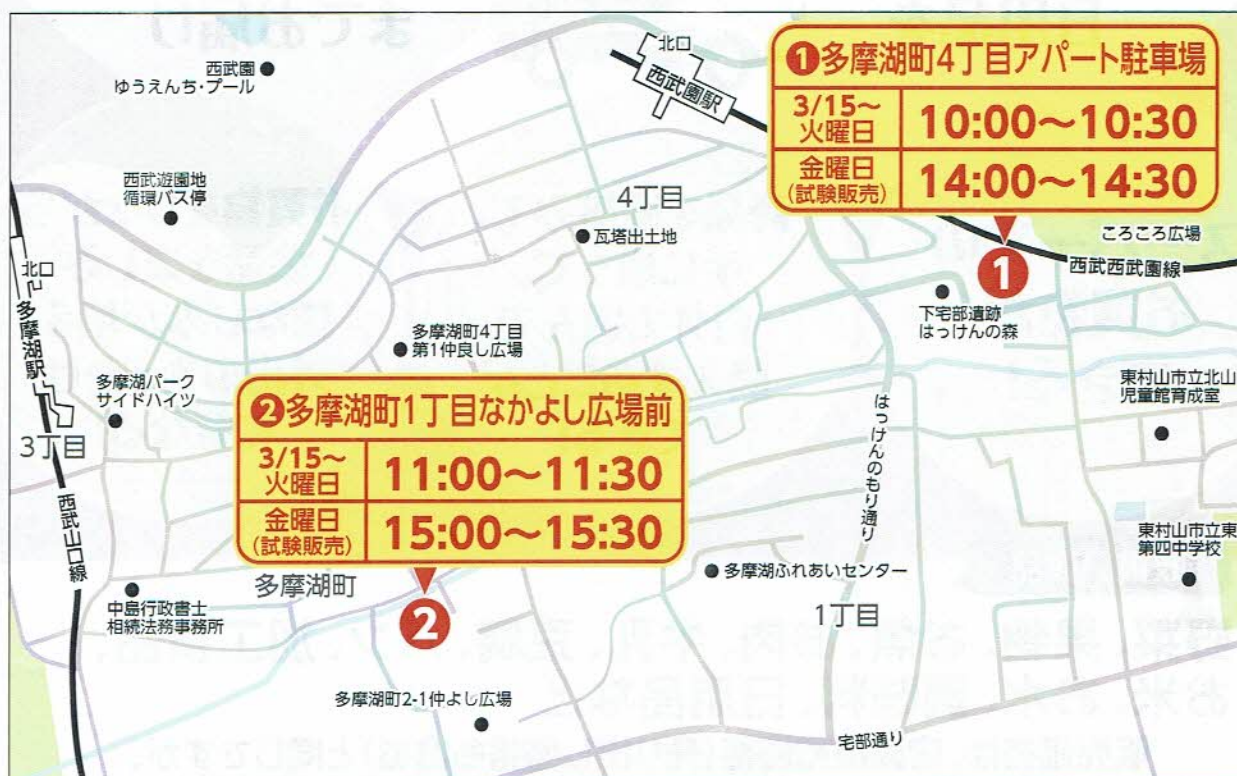 北口
西武園駅
西武園
ゆうえんち・プール
西武遊園地
循環バス停
4丁目
瓦塔出土地
❶多摩湖町4丁目アパート駐車場
3/15〜
火曜日
10:00〜10:30
金曜日
(試験販売)
14:00〜14:30
ころころ広場
西武西武園線
1
下宅部遺跡
はっけんの森
北口
多摩湖駅
多摩湖町4丁目
第1仲良し広場
多摩湖パーク
サイドハイツ
3丁目
西武山口線
❷多摩湖町1丁目なかよし広場前
3/15〜
火曜日
11:00〜11:30
金曜日
(試験販売)
15:00〜15:30
はっけんのもり通り
東村山市立北山
児童館育成室
東村山市立東
第四中学校
多摩湖町
2
中島行政書士
相続法務事務所
多摩湖ふれあいセンター
1丁目
多摩湖町2-1仲よし広場
宅部通り